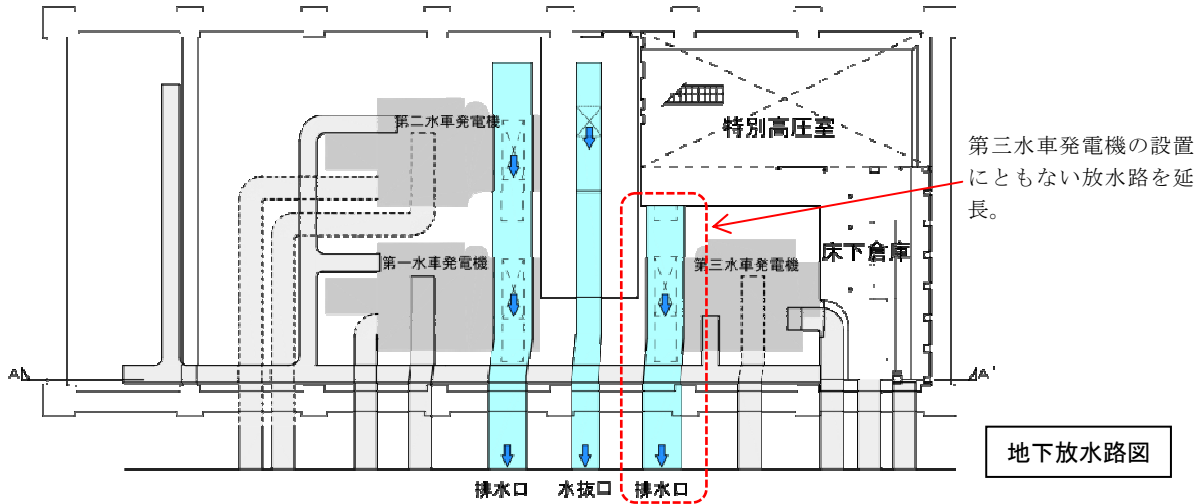 第二水車発電機
特別高圧室
第三水車発電機の設置
にともない放水路を延
長。
床下倉庫
第一水車発電機
第三水車発電機
A
A'
地下放水路図
排水口
水抜口
排水口